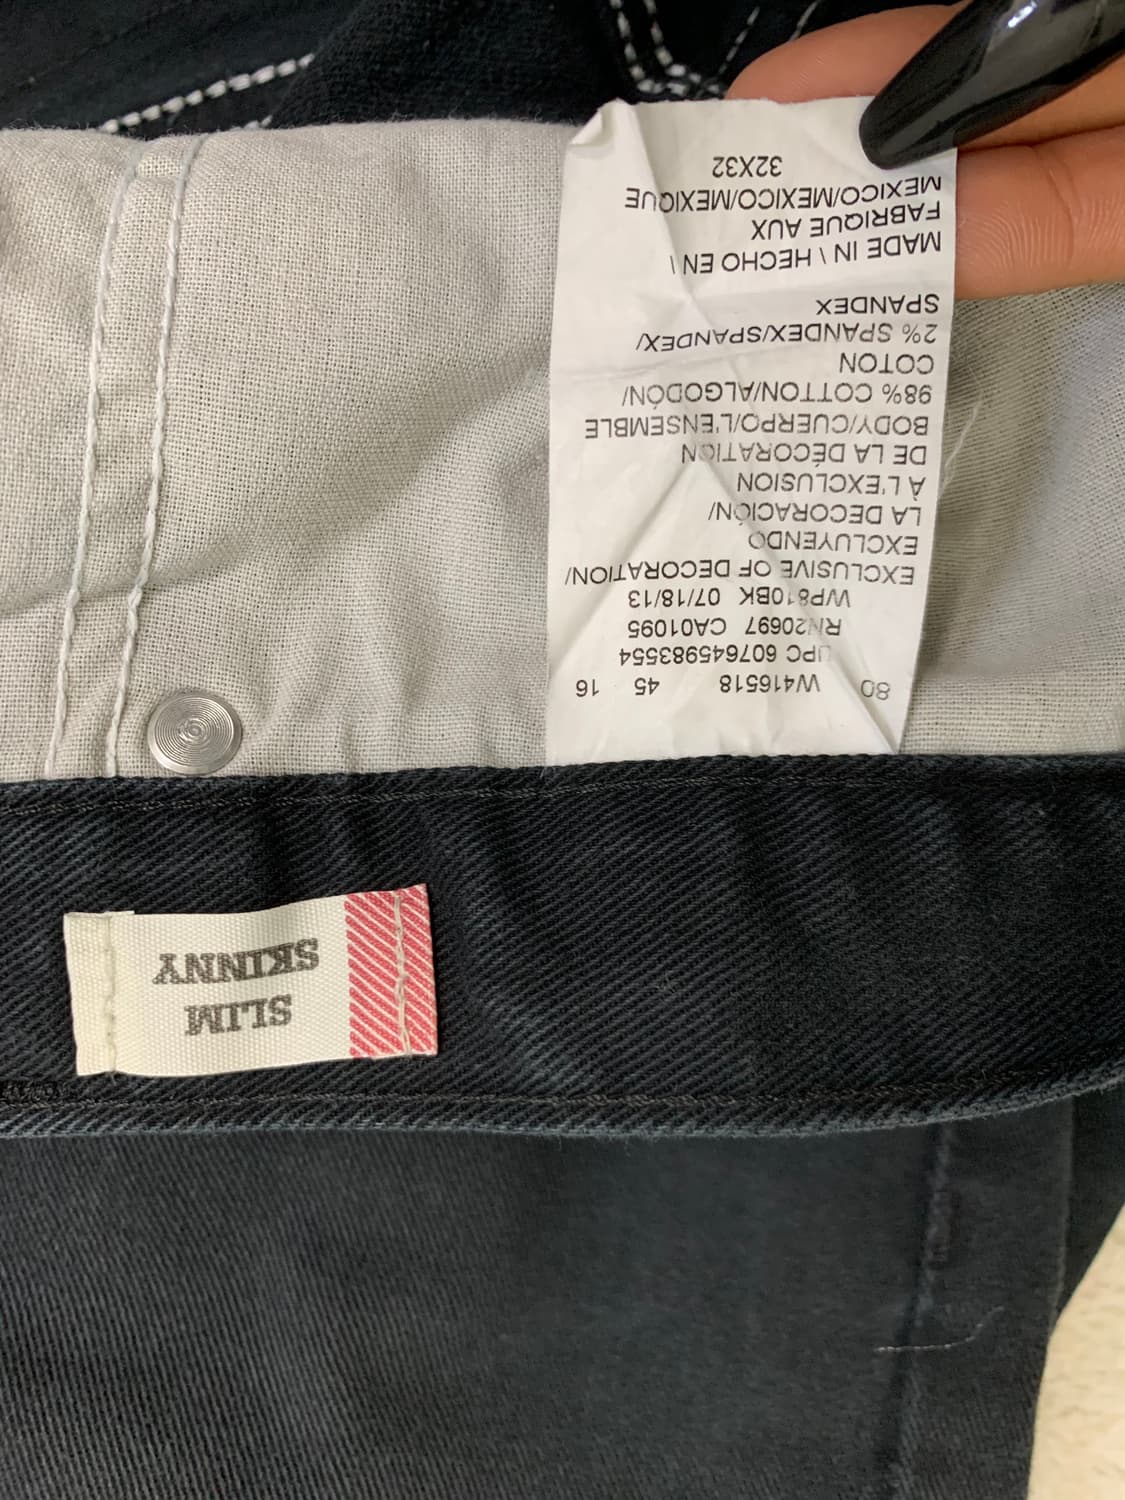 80 W416518 45 16
UPC 607645983554
RN20697 CA01095
WP810BK 07/18/13
EXCLUSIVE OF DECORATION/
EXCLUYENDO
LA DECORACIÓN/
À L'EXCLUSION
DE LA DÉCORATION
BODY/CUERPO/L'ENSEMBLE
98% COTTON/ALGODÓN/
COTON
2% SPANDEX/SPANDEX/
SPANDEX
MADE IN \ HECHO EN \
FABRIQUE AUX
MEXICO/MEXICO/MEXIQUE
32X32
SLIM
SKINNY